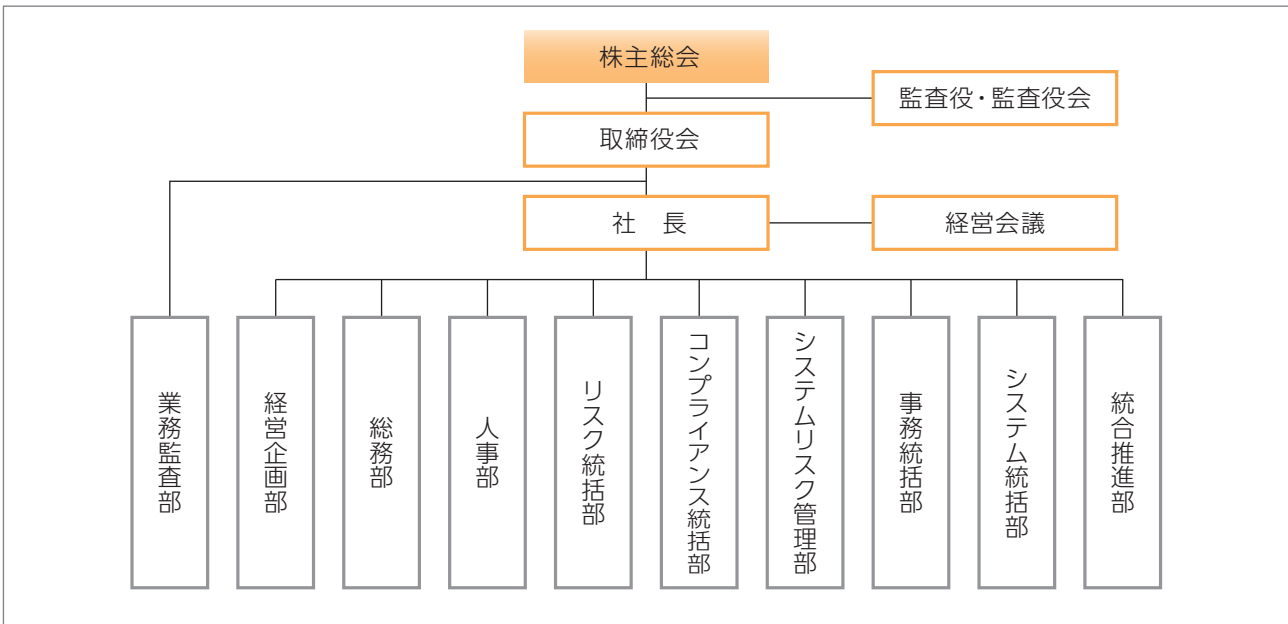 株主総会
監査役・監査役会
取締役会
社　長
経営会議
業務監査部
経営企画部
総務部
人事部
リスク統括部
コンプライアンス統括部
システムリスク管理部
事務統括部
システム統括部
統合推進部